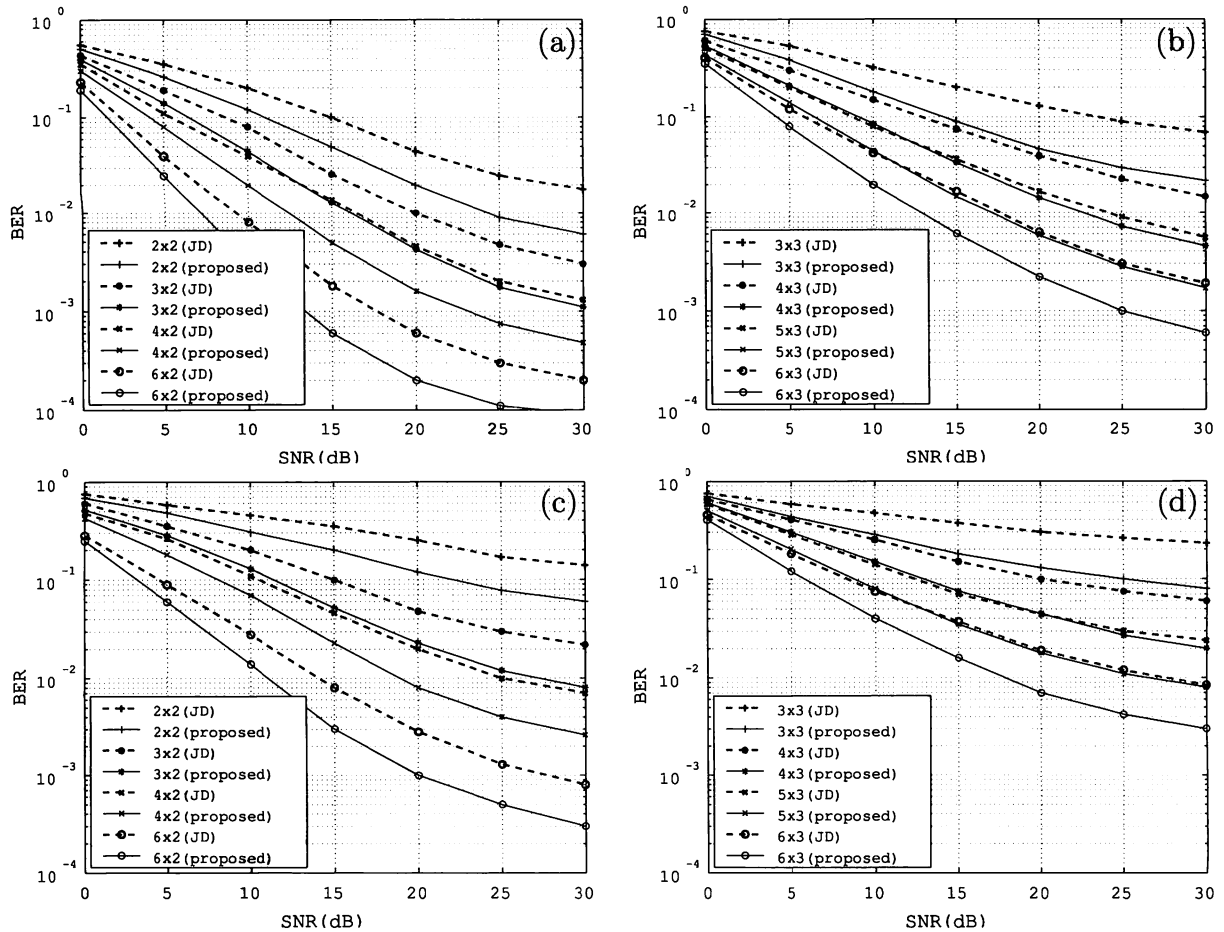 (a)
10 0
10 -1
10 -2
10 -3
10 -4
BER
2x2(JD)
2x2(proposed)
3x2(JD)
3x2(proposed)
4x2(JD)
4x2(proposed)
6x2(JD)
6x2(proposed)
0 5 10 15 20 25 30
SNR(dB)
(b)
10 0
10 -1
10 -2
10 -3
10 -4
BER
3x3(JD)
3x3(proposed)
4x3(JD)
4x3(proposed)
5x3(JD)
5x3(proposed)
6x3(JD)
6x3(proposed)
0 5 10 15 20 25 30
SNR(dB)
(c)
10 0
10 -1
10 -2
10 -3
10 -4
BER
2x2(JD)
2x2(proposed)
3x2(JD)
3x2(proposed)
4x2(JD)
4x2(proposed)
6x2(JD)
6x2(proposed)
0 5 10 15 20 25 30
SNR(dB)
(d)
10 0
10 -1
10 -2
10 -3
10 -4
BER
3x3(JD)
3x3(proposed)
4x3(JD)
4x3(proposed)
5x3(JD)
5x3(proposed)
6x3(JD)
6x3(proposed)
0 5 10 15 20 25 30
SNR(dB)